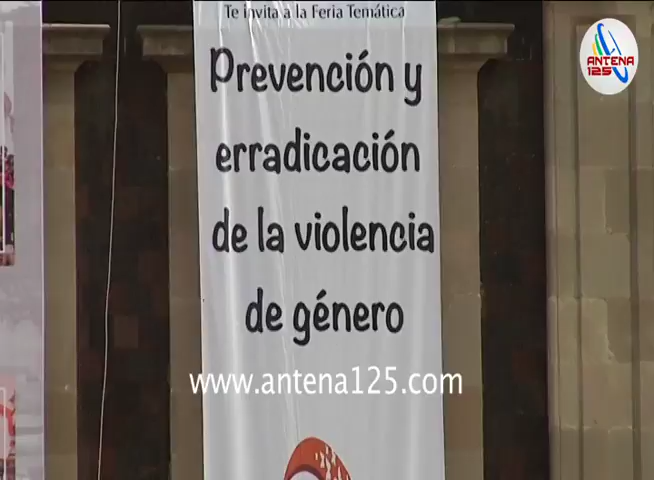 Te invita a la Feria Temática
ANTENA
125
Prevención y
erradicación
de la violencia
de género
www.antena125.com